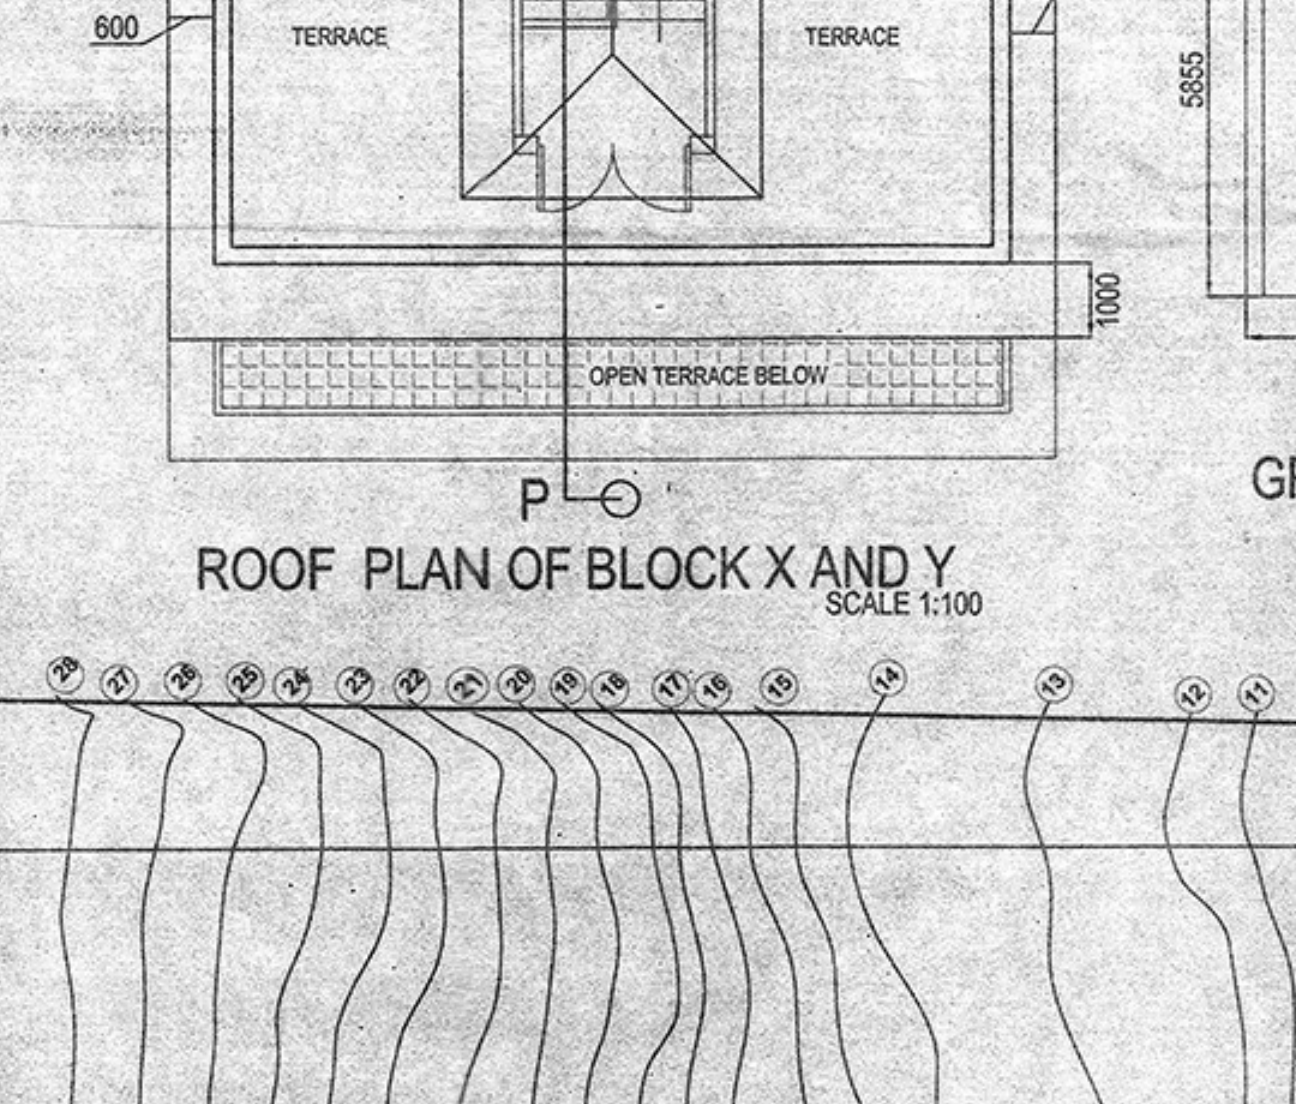 600
TERRACE
TERRACE
5855
1000
OPEN TERRACE BELOW
P
GE
ROOF PLAN OF BLOCK X AND Y
SCALE 1:100
28 27 26 25 24 23 22 21 20 19 18 17 16 15 14 13 12 11